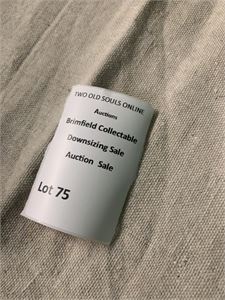 TWO OLD SOULS ONLINE
Auctions
Brimfield Collectable
Downsizing Sale
Auction Sale
Lot 75